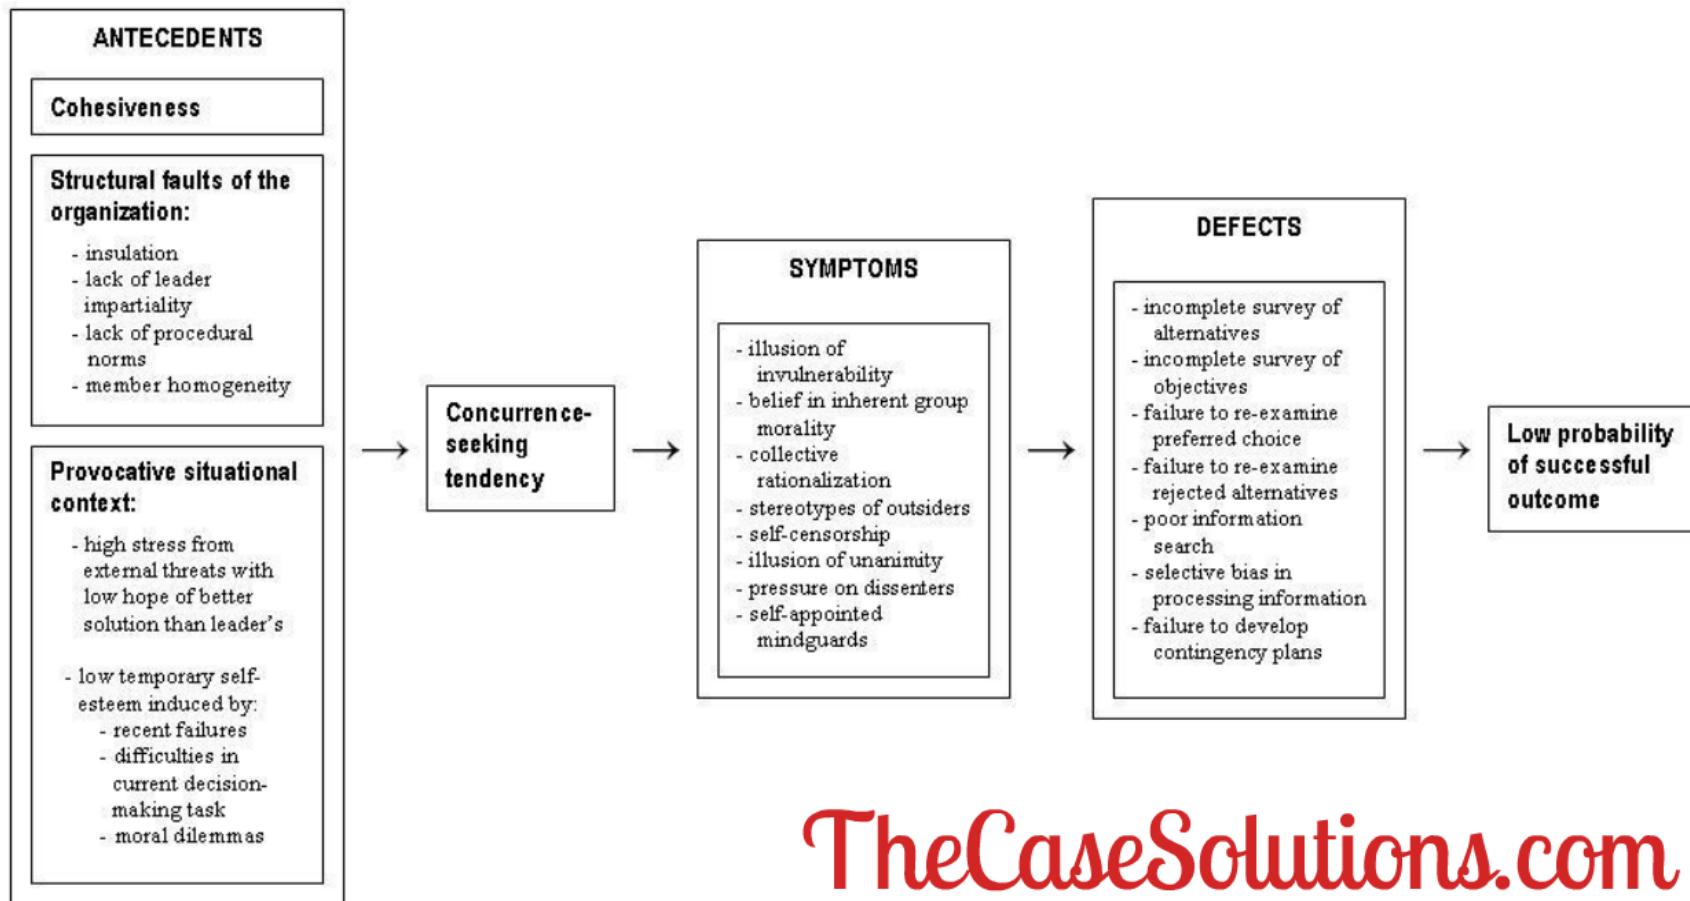 ANTECEDENTS
Cohesiveness
Structural faults of the
organization:
- insulation
- lack of leader
impartiality
- lack of procedural
norms
- member homogeneity
Provocative situational
context:
- high stress from
external threats with
low hope of better
solution than leader's
- low temporary self-
esteem induced by:
- recent failures
- difficulties in
current decision-
making task
- moral dilemmas
Concurrence-
seeking
tendency
SYMPTOMS
- illusion of
invulnerability
- belief in inherent group
morality
- collective
rationalization
- stereotypes of outsiders
- self-censorship
- illusion of unanimity
- pressure on dissenters
- self-appointed
mindguards
DEFECTS
- incomplete survey of
alternatives
- incomplete survey of
objectives
- failure to re-examine
preferred choice
- failure to re-examine
rejected alternatives
- poor information
search
- selective bias in
processing information
- failure to develop
contingency plans
Low probability
of successful
outcome
TheCaseSolutions.com